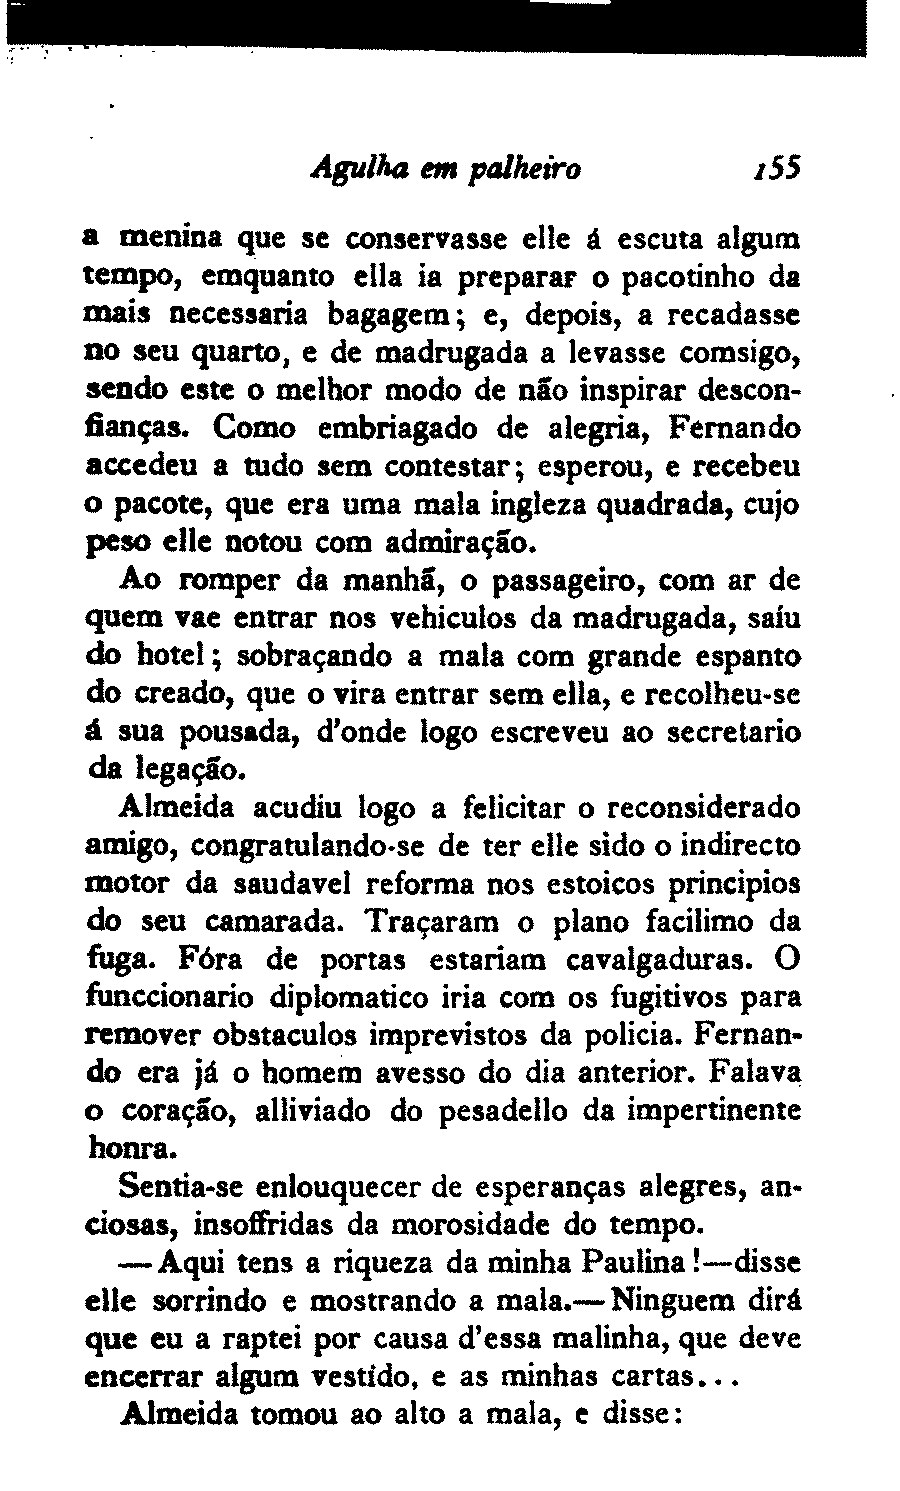 Agulha em palheiro 155
a menina que se conservasse elle á escuta algum
tempo, emquanto ella ia preparar o pacotinho da
mais necessaria bagagem; e, depois, a recadasse
no seu quarto, e de madrugada a levasse comsigo,
sendo este o melhor modo de não inspirar descon-
fianças. Como embriagado de alegria, Fernando
accedeu a tudo sem contestar; esperou, e recebeu
o pacote, que era uma mala ingleza quadrada, cujo
peso elle notou com admiração.
Ao romper da manhã, o passageiro, com ar de
quem vae entrar nos vehiculos da madrugada, saíu
do hotel; sobraçando a mala com grande espanto
do creado, que o vira entrar sem ella, e recolheu-se
á sua pousada, d'onde logo escreveu ao secretario
da legação.
Almeida acudiu logo a felicitar o reconsiderado
amigo, congratulando-se de ter elle sido o indirecto
motor da saudavel reforma nos estoicos principios
do seu camarada. Traçaram o plano facilimo da
fuga. Fóra de portas estariam cavalgaduras. O
funccionario diplomatico iria com os fugitivos para
remover obstaculos imprevistos da policia. Fernan-
do era já o homem avesso do dia anterior. Falava
o coração, alliviado do pesadello da impertinente
honra.
Sentia-se enlouquecer de esperanças alegres, an-
ciosas, insoffridas da morosidade do tempo.
—Aqui tens a riqueza da minha Paulina!—disse
elle sorrindo e mostrando a mala.—Ninguem dirá
que eu a raptei por causa d'essa malinha, que deve
encerrar algum vestido, e as minhas cartas...
Almeida tomou ao alto a mala, e disse: